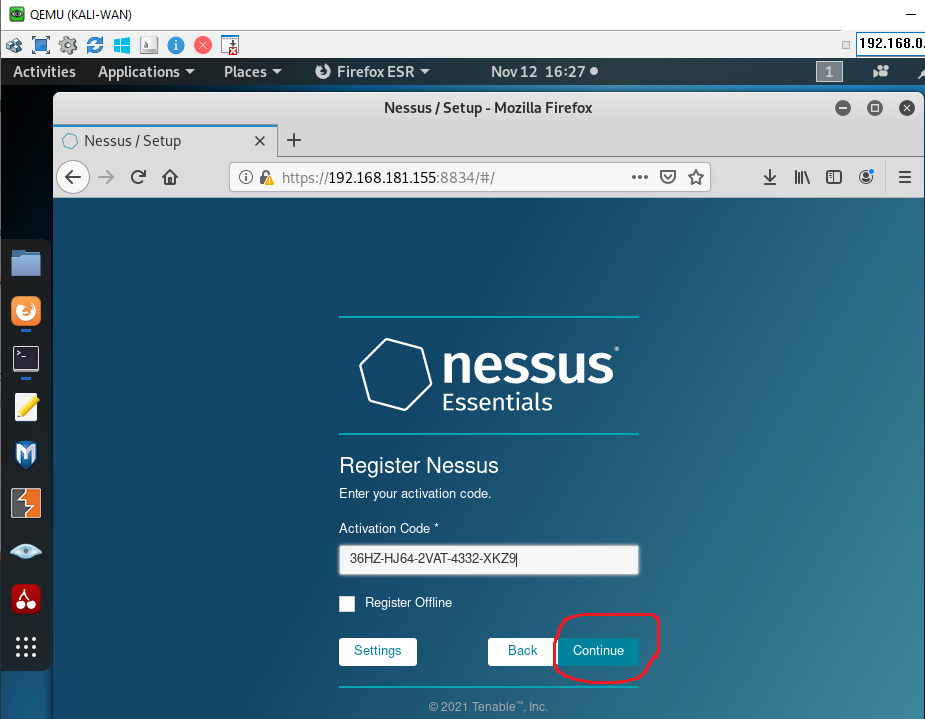 QEMU (KALI-WAN)
192.168.0.
Activities Applications Places Firefox ESR Nov 12 16:27 1
Nessus / Setup - Mozilla Firefox
Nessus / Setup
https://192.168.181.155:8834/#/
nessus®
Essentials
Register Nessus
Enter your activation code.
Activation Code *
36HZ-HJ64-2VAT-4332-XKZ9
Register Offline
Settings Back Continue
© 2021 Tenable™, Inc.